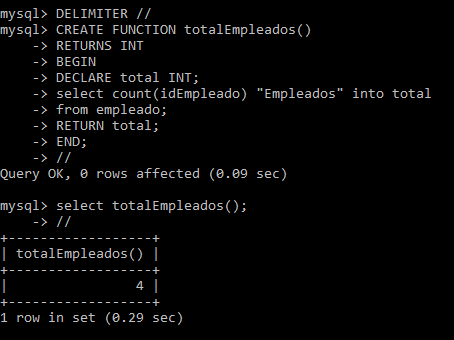 mysql> DELIMITER //
mysql> CREATE FUNCTION totalEmpleados()
    -> RETURNS INT
    -> BEGIN
    -> DECLARE total INT;
    -> select count(idEmpleado) "Empleados" into total
    -> from empleado;
    -> RETURN total;
    -> END;
    -> //
Query OK, 0 rows affected (0.09 sec)

mysql> select totalEmpleados();
    -> //
+------------------+
| totalEmpleados() |
+------------------+
|                4 |
+------------------+
1 row in set (0.29 sec)